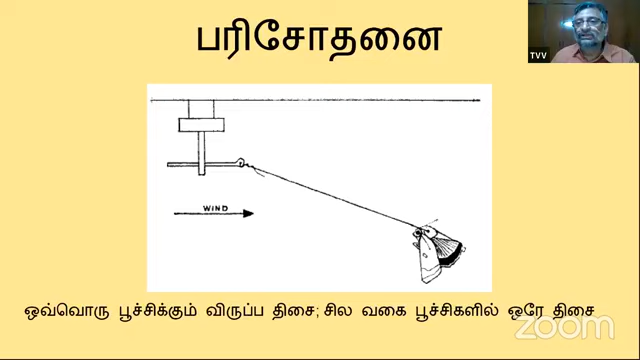 பரிசோதனை
TVV
WIND
ஒவ்வொரு பூச்சிக்கும் விருப்ப திசை; சில வகை பூச்சிகளில் ஒரே திசை
zoom